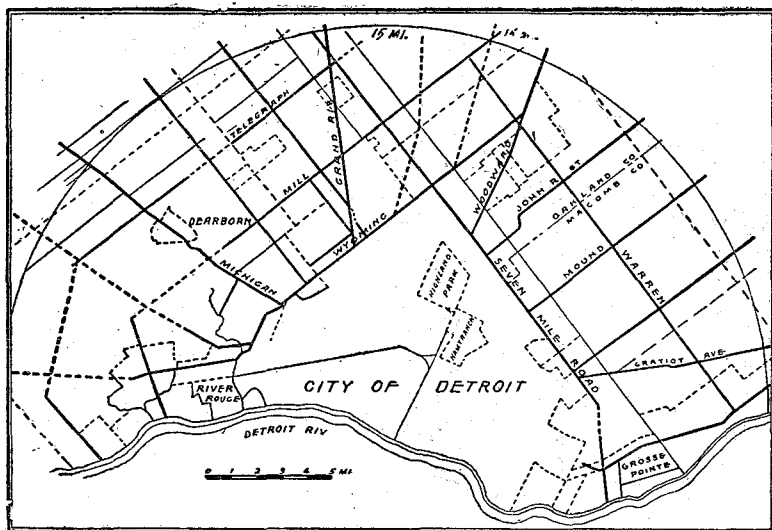 15 MI.
TELEGRAPH
GRAND RIV.
MILL
WYOMING
DEARBORN
MICHIGAN
WOODWARD
JOHN R. ST
OAKLAND CO.
MACOMB CO.
MOUND
WARREN
SEVEN MILE ROAD
HIGHLAND
PARK
HAMTRAMCK
GRATIOT AVE.
CITY OF DETROIT
RIVER
ROUGE
DETROIT RIV
GROSSE
POINTE
0 1 2 3 4 5 MI.